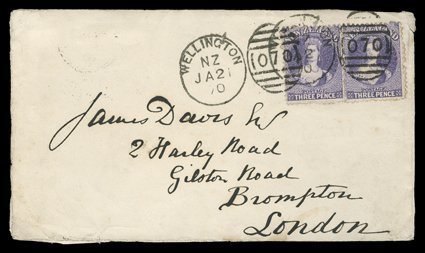 WELLINGTON
NZ
JA 21
70
070
070
THREE PENCE
THREE PENCE
James Davis Esq
2 Harley Road
Gilston Road
Brompton
London